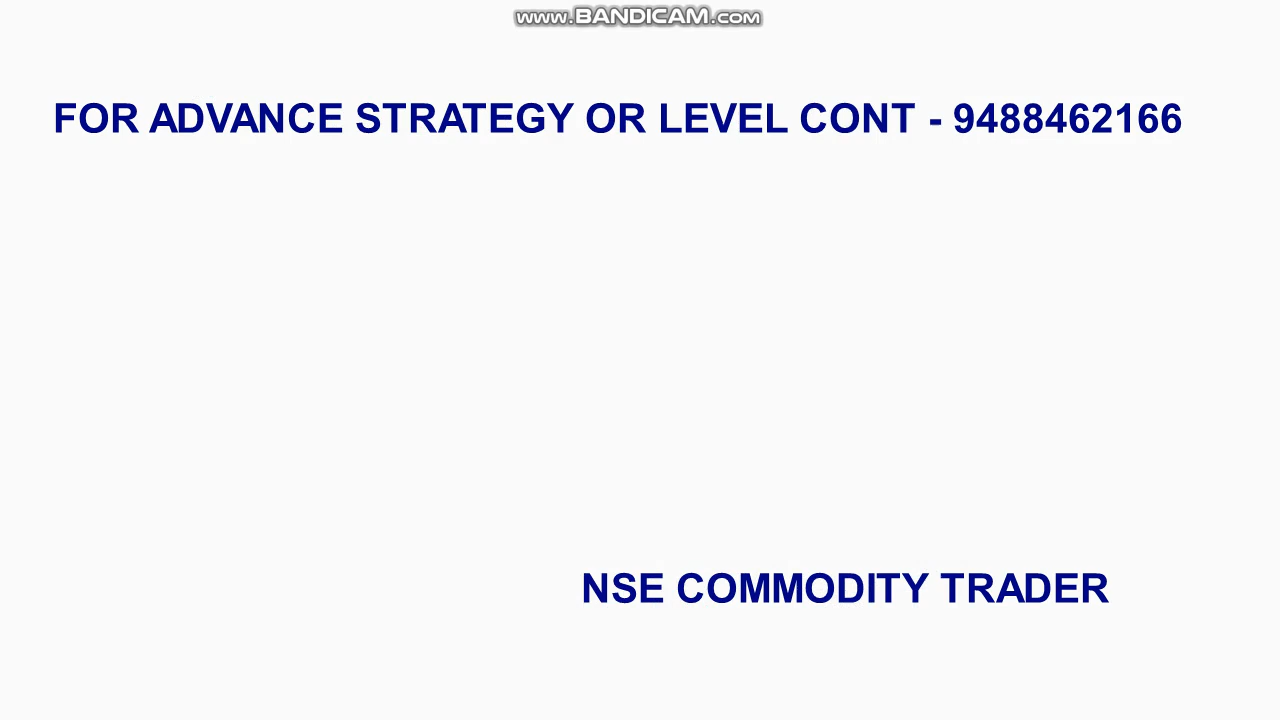 www.BANDICAM.com
FOR ADVANCE STRATEGY OR LEVEL CONT - 9488462166
NSE COMMODITY TRADER